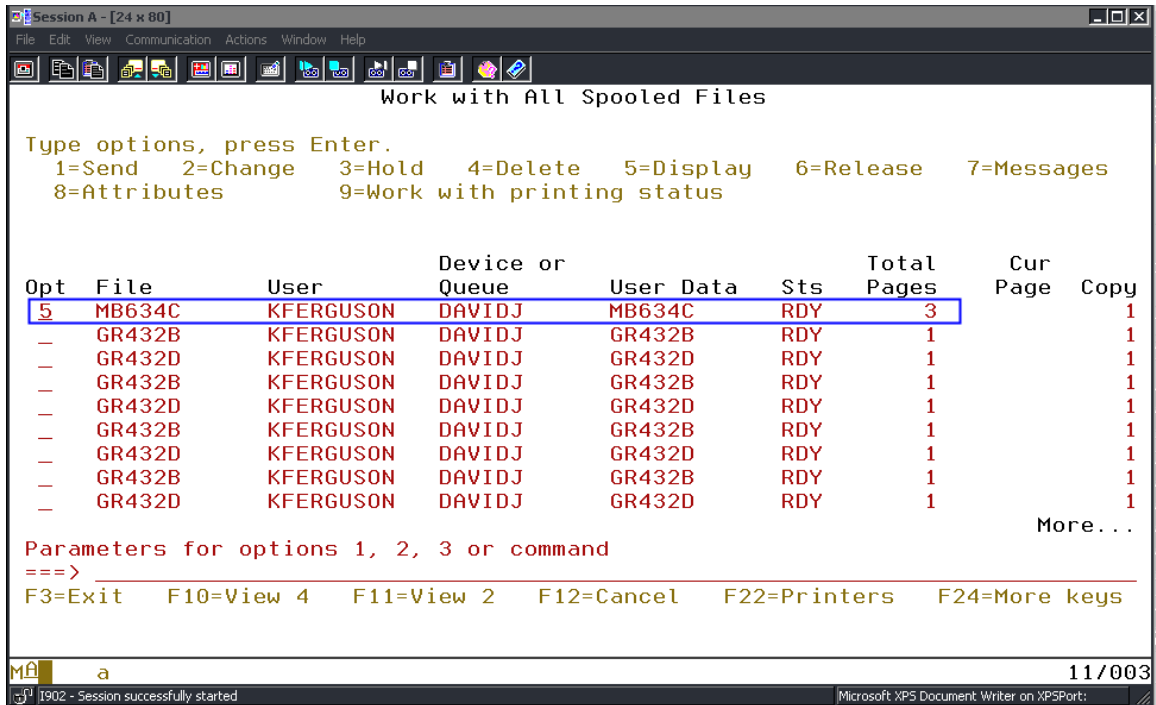 Session A - [24 x 80]
File Edit View Communication Actions Window Help
Work with All Spooled Files
Type options, press Enter.
1=Send 2=Change 3=Hold 4=Delete 5=Display 6=Release 7=Messages
8=Attributes 9=Work with printing status
Device or Total Cur
Opt File User Queue User Data Sts Pages Page Copy
5 MB634C KFERGUSON DAVIDJ MB634C RDY 3 1
_ GR432B KFERGUSON DAVIDJ GR432B RDY 1 1
_ GR432D KFERGUSON DAVIDJ GR432D RDY 1 1
_ GR432B KFERGUSON DAVIDJ GR432B RDY 1 1
_ GR432D KFERGUSON DAVIDJ GR432D RDY 1 1
_ GR432B KFERGUSON DAVIDJ GR432B RDY 1 1
_ GR432D KFERGUSON DAVIDJ GR432D RDY 1 1
_ GR432B KFERGUSON DAVIDJ GR432B RDY 1 1
_ GR432D KFERGUSON DAVIDJ GR432D RDY 1 1
More...
Parameters for options 1, 2, 3 or command
===>
F3=Exit F10=View 4 F11=View 2 F12=Cancel F22=Printers F24=More keys
MA a 11/003
I902 - Session successfully started Microsoft XPS Document Writer on XPSPort: